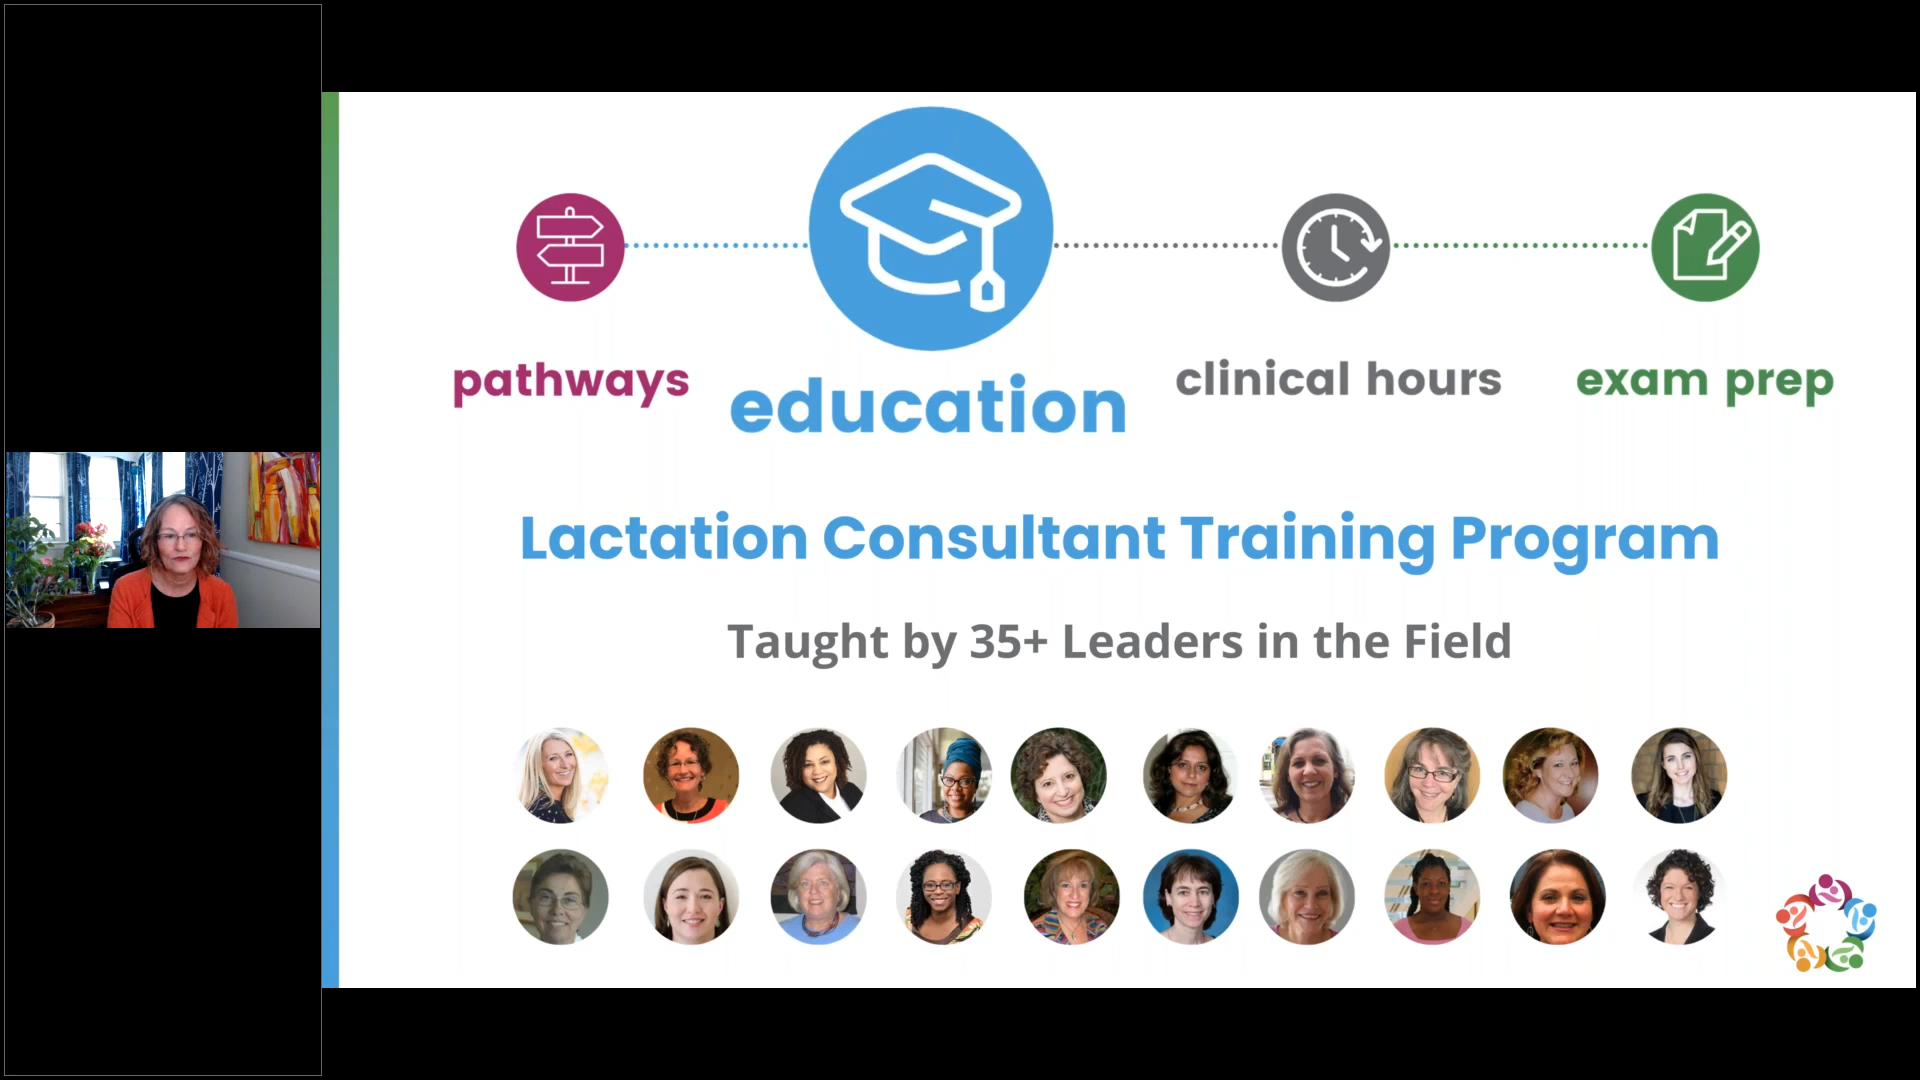 pathways
education
clinical hours
exam prep
Lactation Consultant Training Program
Taught by 35+ Leaders in the Field